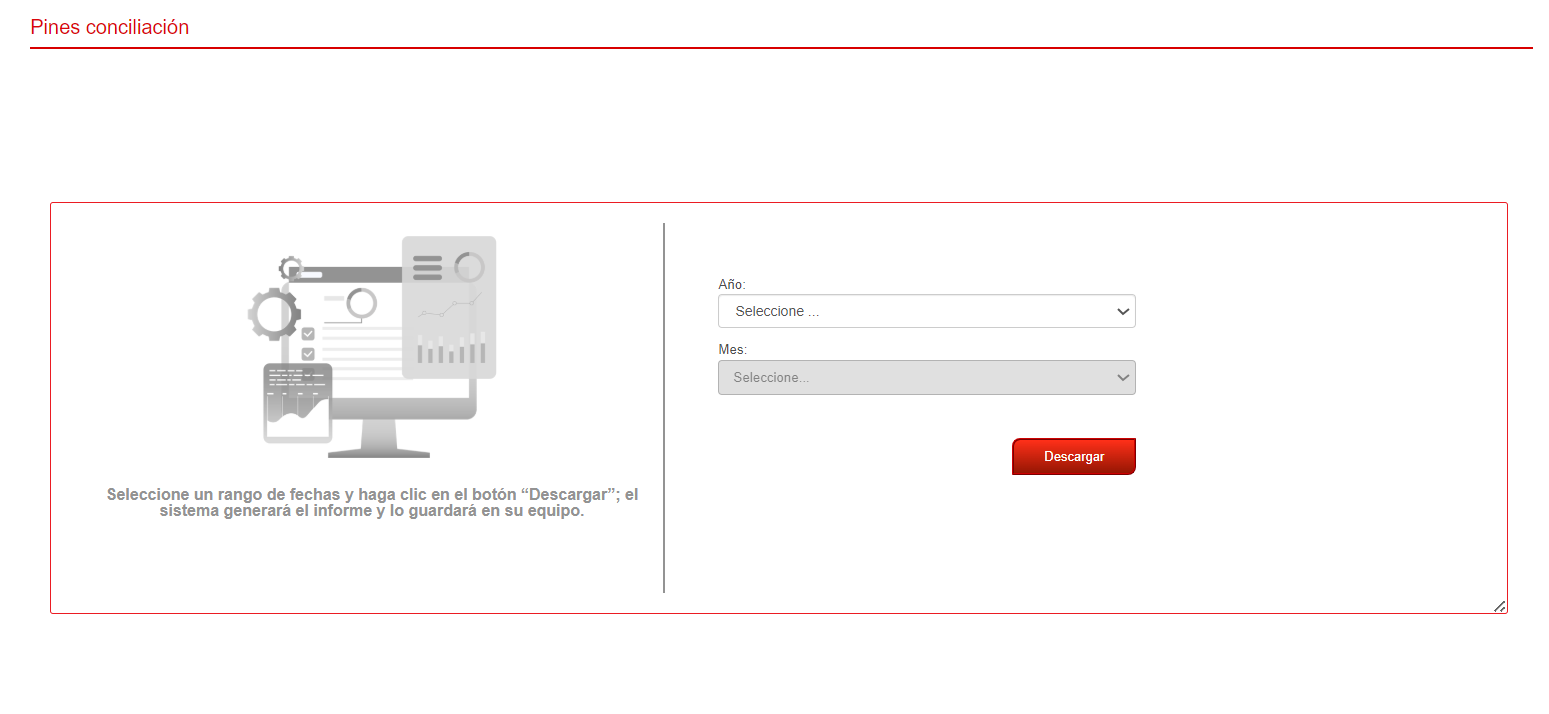 Pines conciliación
Seleccione un rango de fechas y haga clic en el botón “Descargar”; el
sistema generará el informe y lo guardará en su equipo.
Año:
Seleccione ...
Mes:
Seleccione...
Descargar